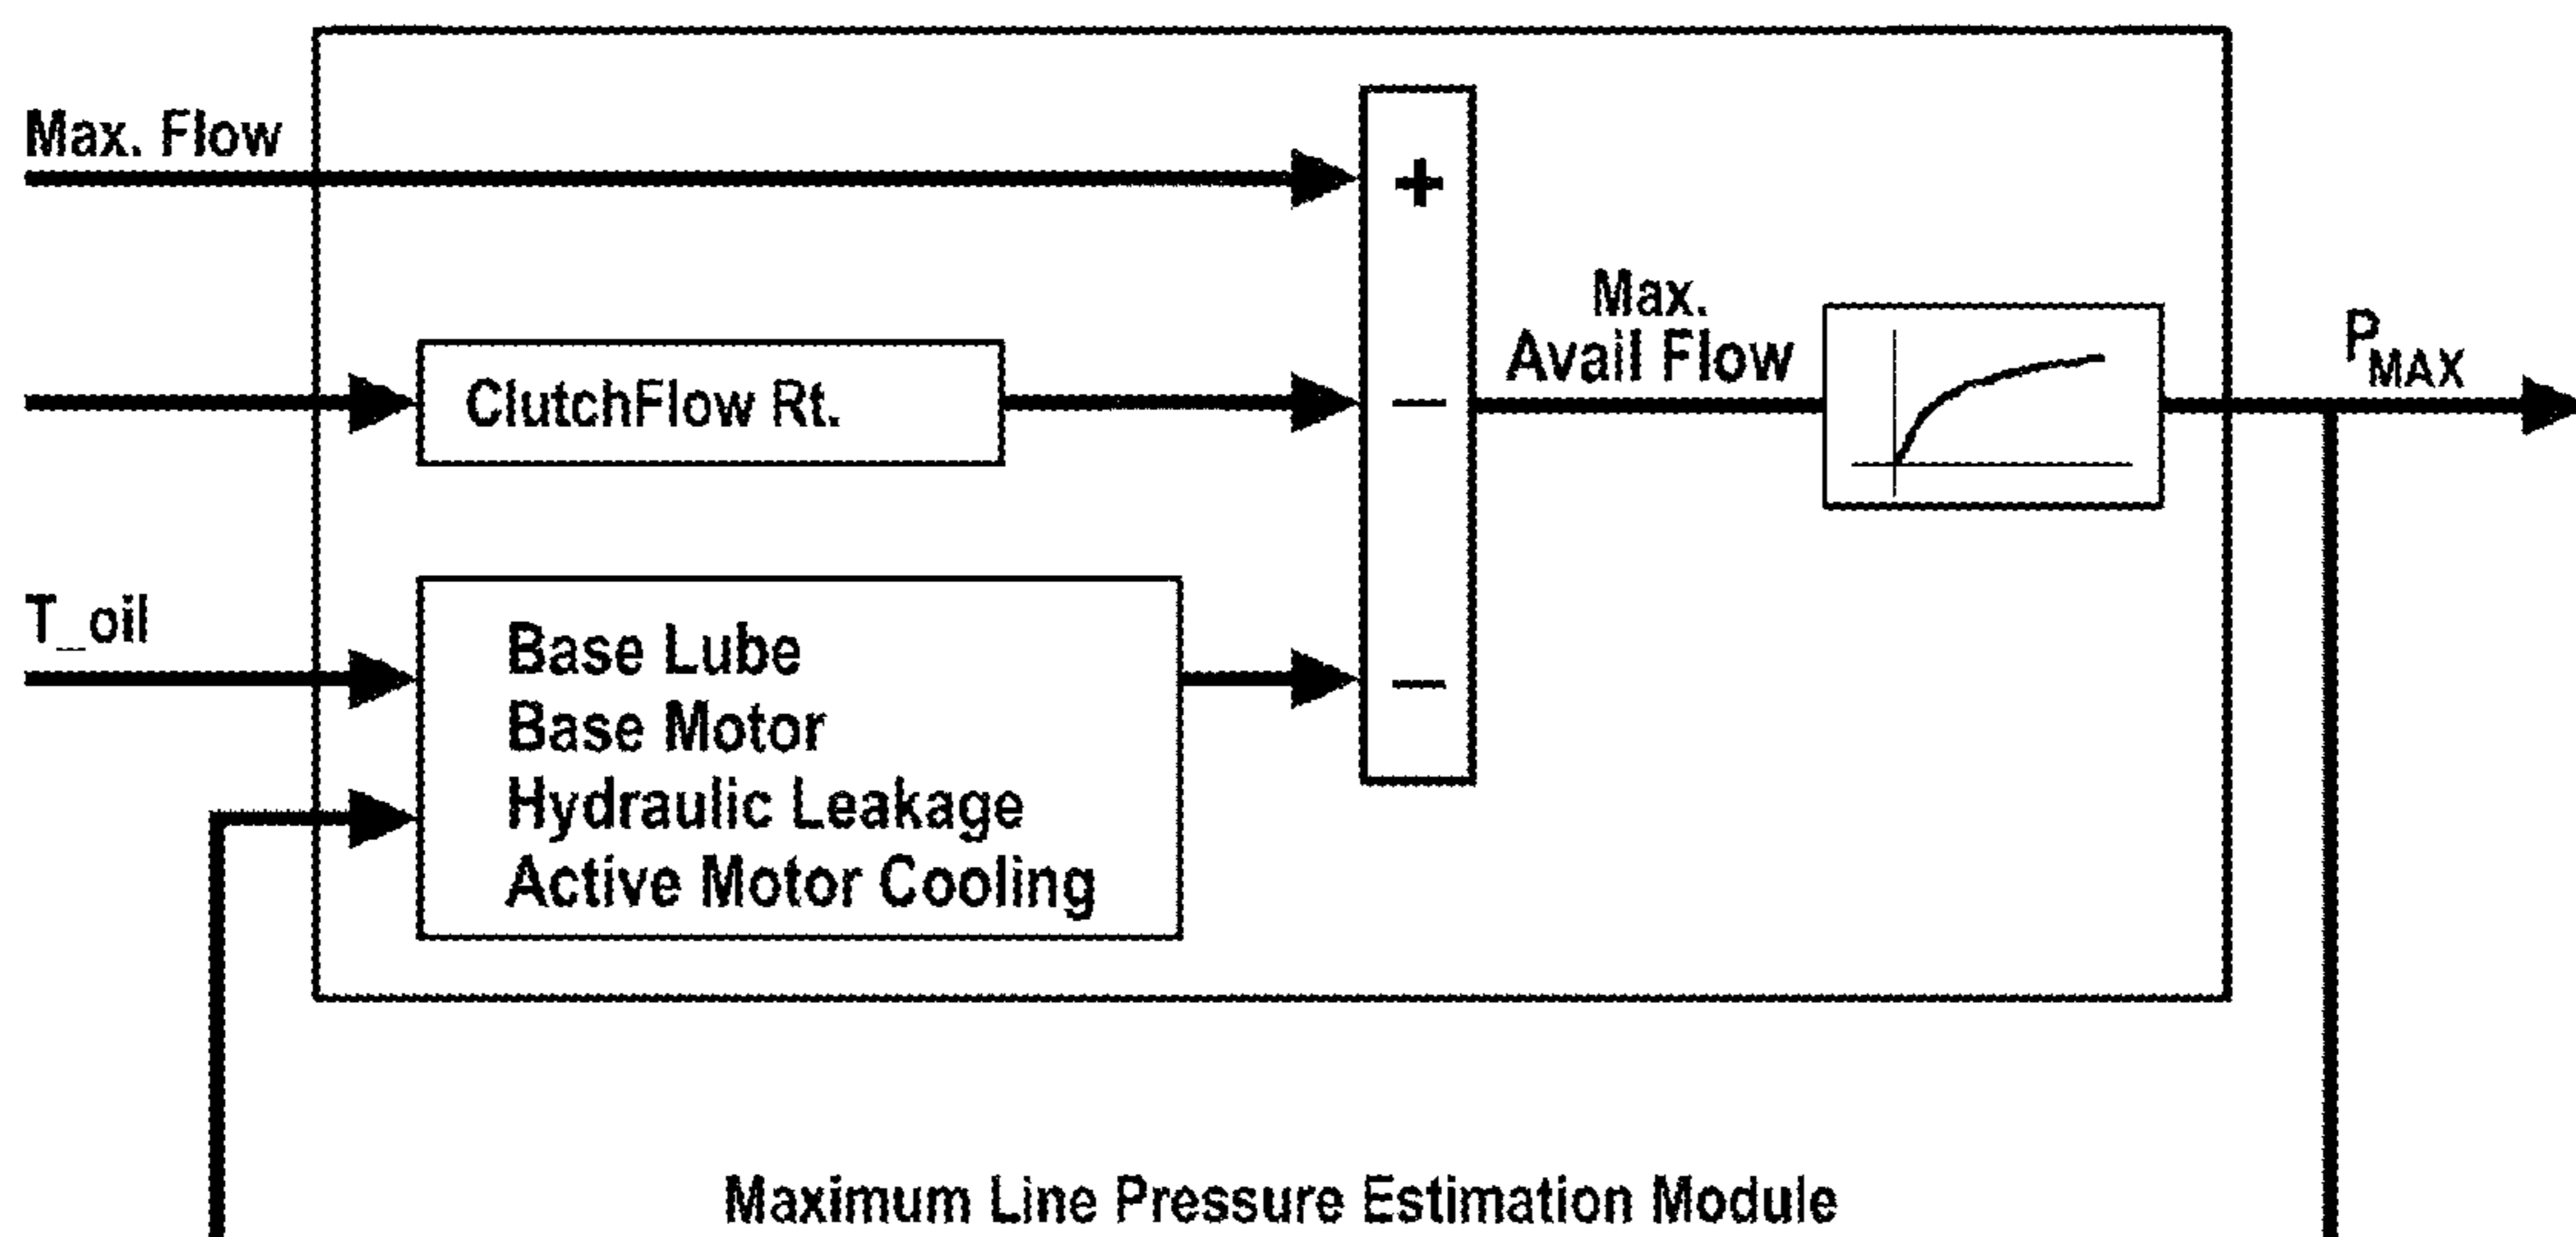 Max. Flow
+
Max.
Avail Flow
P_MAX
ClutchFlow Rt.
—
T_oil
Base Lube
Base Motor
Hydraulic Leakage
Active Motor Cooling
—
Maximum Line Pressure Estimation Module